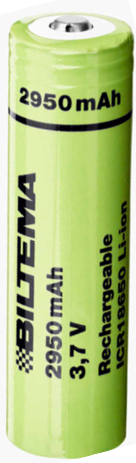 2950 mAh
BILTEMA
2950 mAh
3,7 V
Rechargeable
ICR18650 Li-ion